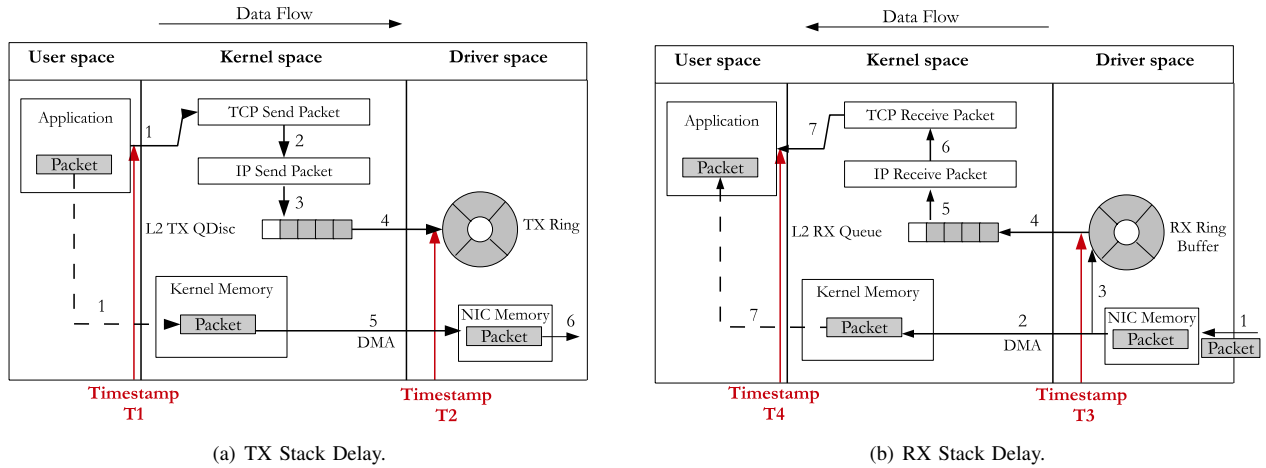 Data Flow
User space Kernel space Driver space
Application
Packet
1
TCP Send Packet
2
IP Send Packet
3
L2 TX QDisc
4
TX Ring
Kernel Memory
1
Packet
5
DMA
NIC Memory
Packet
6
Timestamp
T1
Timestamp
T2
(a) TX Stack Delay.
Data Flow
User space Kernel space Driver space
Application
Packet
7
TCP Receive Packet
6
IP Receive Packet
5
L2 RX Queue
4
RX Ring
Buffer
3
Kernel Memory
7
Packet
2
DMA
NIC Memory
Packet
1
Packet
Timestamp
T4
Timestamp
T3
(b) RX Stack Delay.